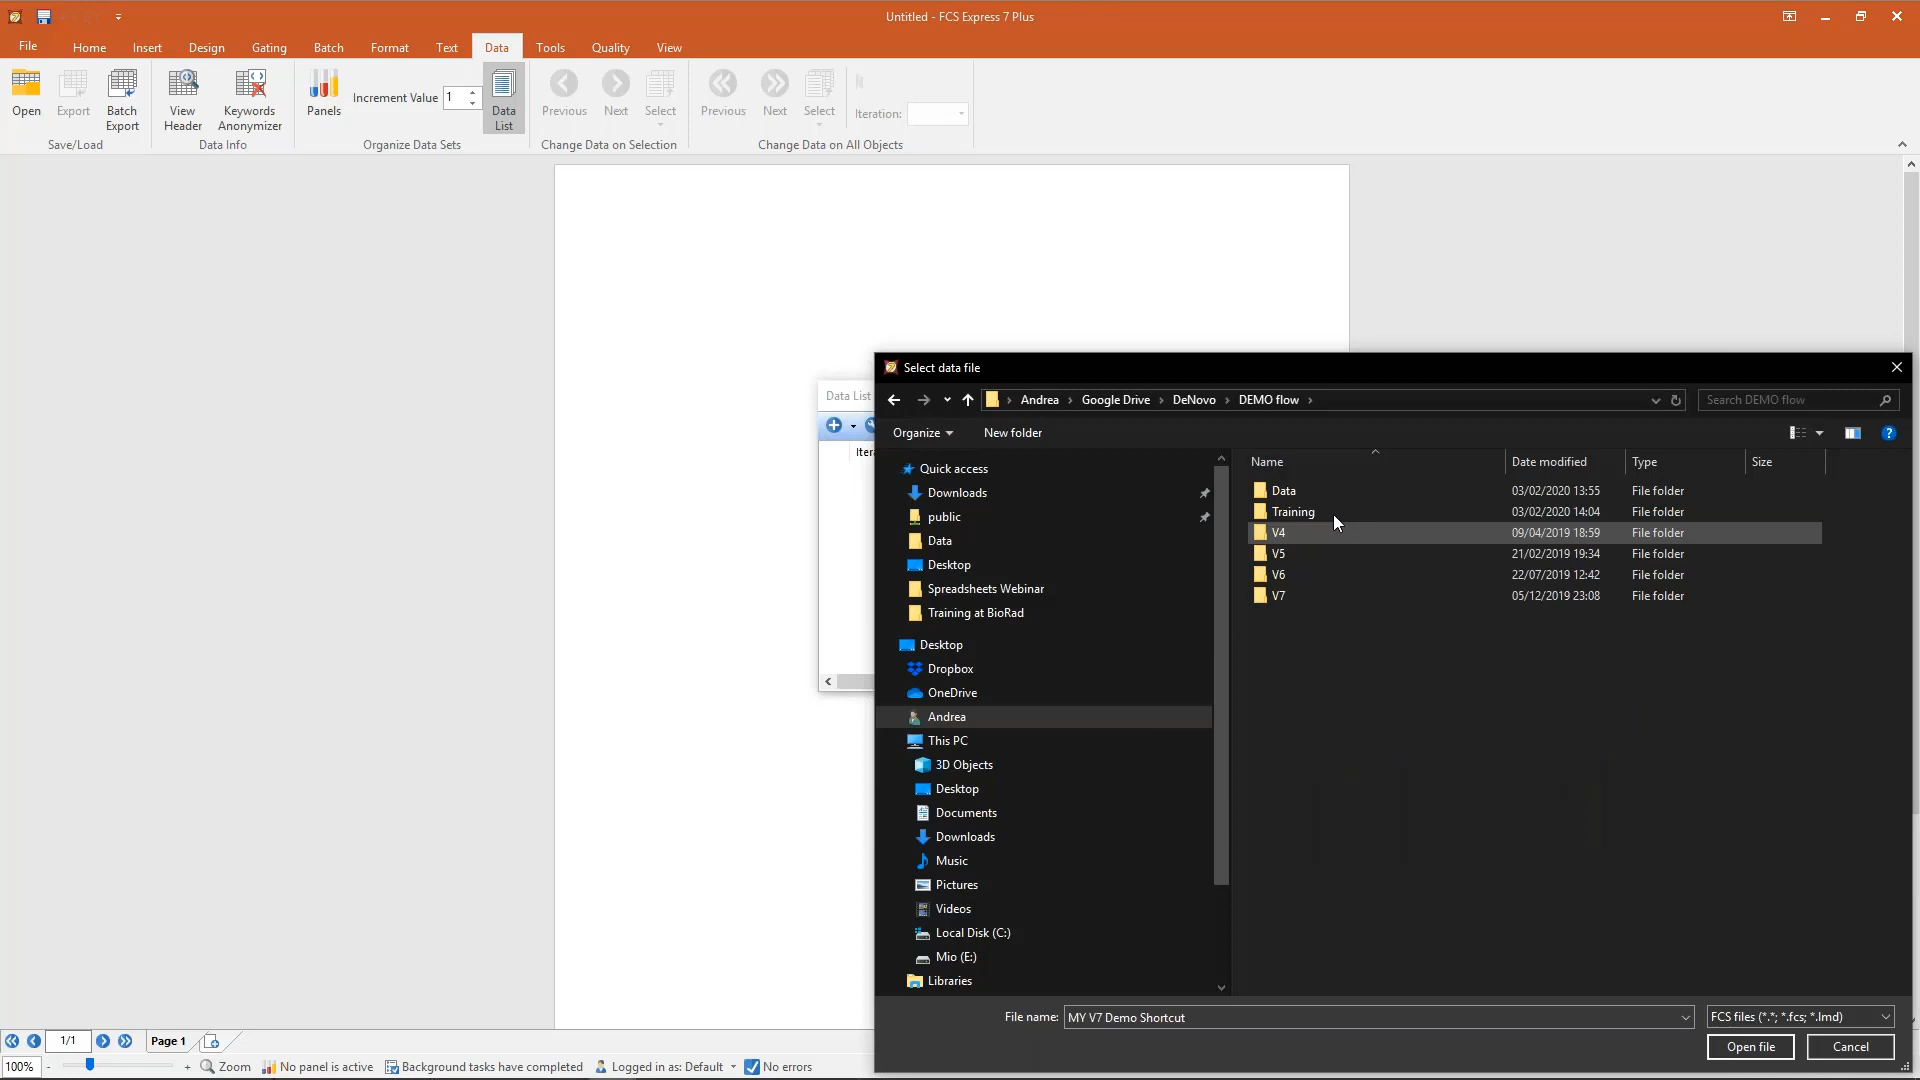 Untitled - FCS Express 7 Plus
File Home Insert Design Gating Batch Format Text Data Tools Quality View
Open
Export
Batch
Export
Save/Load
View
Header
Keywords
Anonymizer
Data Info
Panels
Increment Value 1
Data
List
Organize Data Sets
Previous
Next
Select
Change Data on Selection
Previous
Next
Select
Iteration:
Change Data on All Objects
Data List
Iter
Select data file
Andrea › Google Drive › DeNovo › DEMO flow ›
Search DEMO flow
Organize
New folder
Quick access
Downloads
public
Data
Desktop
Spreadsheets Webinar
Training at BioRad
Desktop
Dropbox
OneDrive
Andrea
This PC
3D Objects
Desktop
Documents
Downloads
Music
Pictures
Videos
Local Disk (C:)
Mio (E:)
Libraries
Name Date modified Type Size
Data 03/02/2020 13:55 File folder
Training 03/02/2020 14:04 File folder
V4 09/04/2019 18:59 File folder
V5 21/02/2019 19:34 File folder
V6 22/07/2019 12:42 File folder
V7 05/12/2019 23:08 File folder
File name: MY V7 Demo Shortcut
FCS files (*.*; *.fcs; *.lmd)
Open file
Cancel
1/1
Page 1
100% - + Zoom No panel is active Background tasks have completed Logged in as: Default No errors